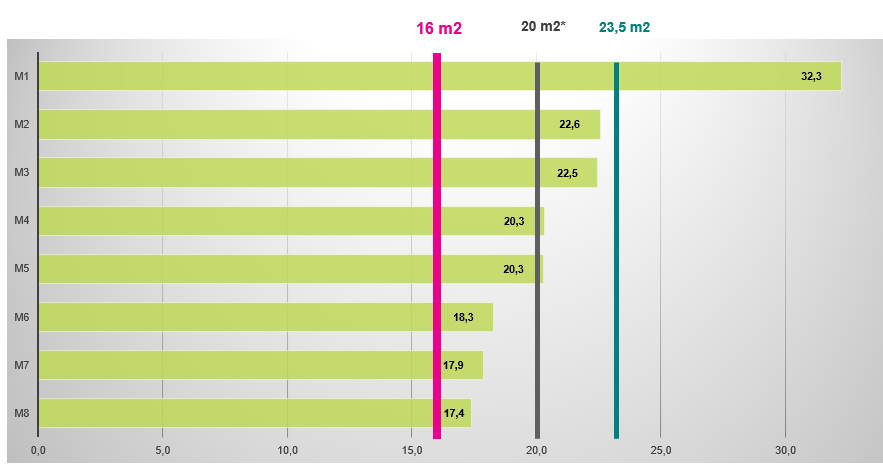 16 m2
20 m2*
23,5 m2
M1 32,3
M2 22,6
M3 22,5
M4 20,3
M5 20,3
M6 18,3
M7 17,9
M8 17,4
0,0 5,0 10,0 15,0 20,0 25,0 30,0